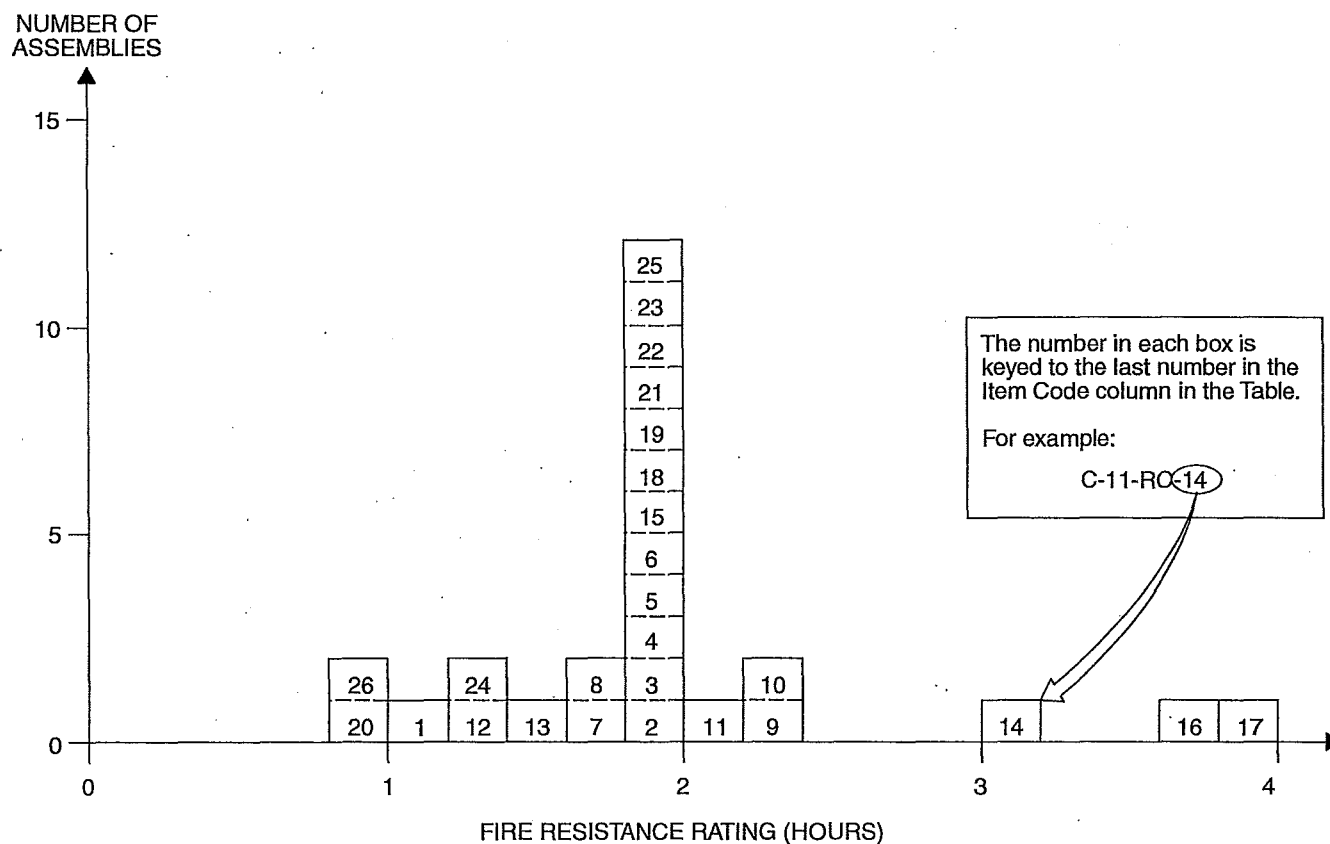 NUMBER OF
ASSEMBLIES
15
10
5
0
25
23
22
21
19
18
15
6
5
4
26 24 8 3 10
20 1 12 13 7 2 11 9 14 16 17
The number in each box is
keyed to the last number in the
Item Code column in the Table.
For example:
C-11-RC-14
0 1 2 3 4
FIRE RESISTANCE RATING (HOURS)